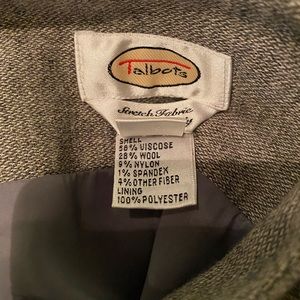 Talbots
Stretch Fabric
SHELL
58% VISCOSE
28% WOOL
9% NYLON
1% SPANDEX
4% OTHER FIBER
LINING
100% POLYESTER